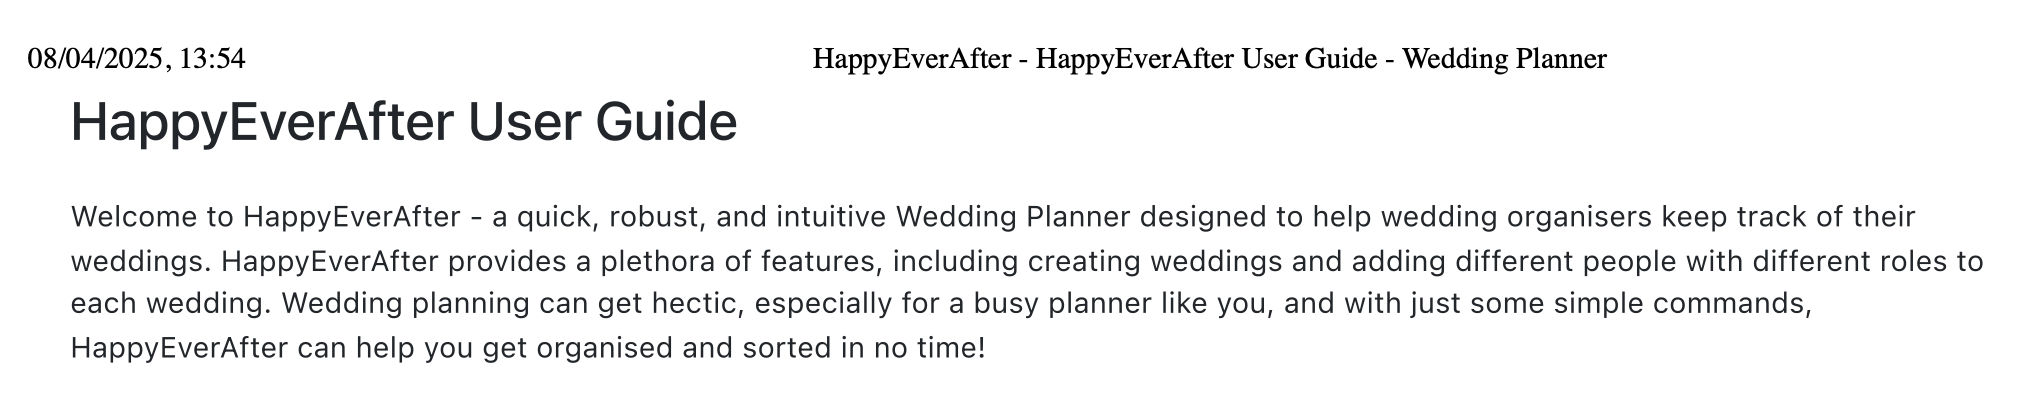 08/04/2025, 13:54
HappyEverAfter - HappyEverAfter User Guide - Wedding Planner
HappyEverAfter User Guide
Welcome to HappyEverAfter - a quick, robust, and intuitive Wedding Planner designed to help wedding organisers keep track of their
weddings. HappyEverAfter provides a plethora of features, including creating weddings and adding different people with different roles to
each wedding. Wedding planning can get hectic, especially for a busy planner like you, and with just some simple commands,
HappyEverAfter can help you get organised and sorted in no time!